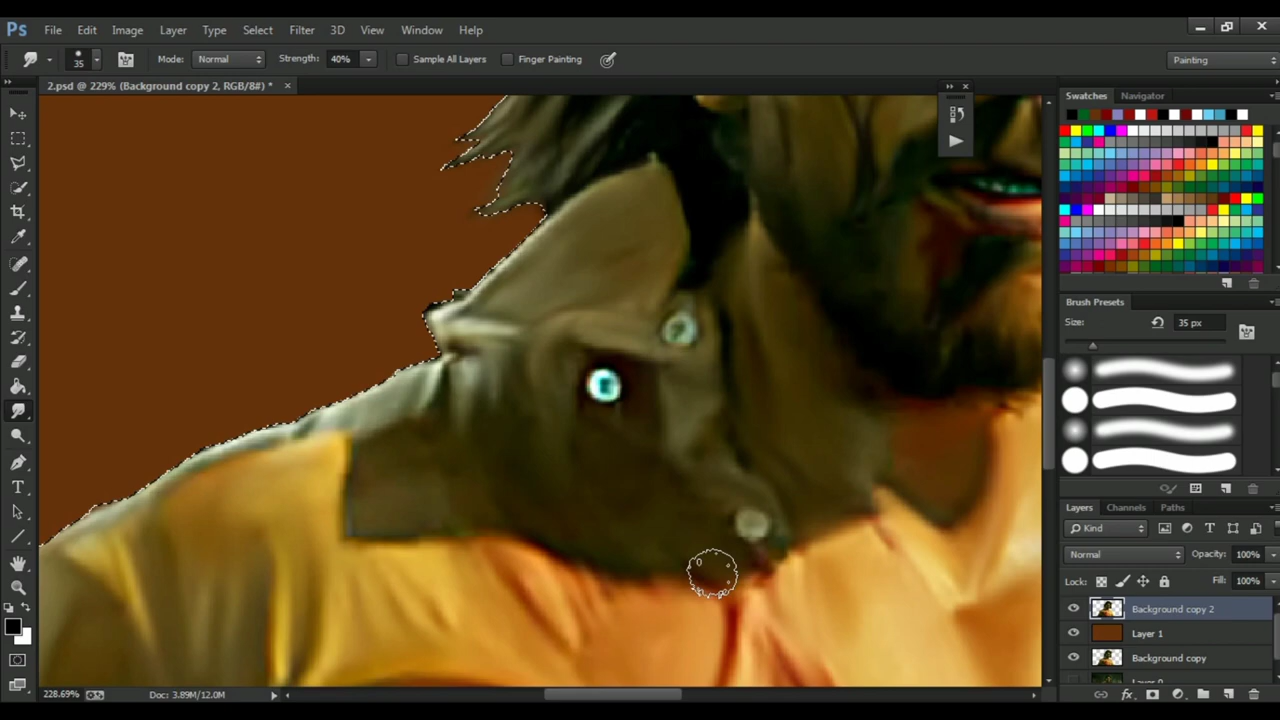 Ps File Edit Image Layer Type Select Filter 3D View Window Help
35 Mode: Normal Strength: 40% Sample All Layers Finger Painting Painting
2.psd @ 229% (Background copy 2, RGB/8#) * ×
Swatches Navigator
Brush Presets
Size: 35 px
Layers Channels Paths
Kind
Normal Opacity: 100%
Lock: Fill: 100%
Background copy 2
Layer 1
Background copy
Layer 0
228.69% Doc: 3.89M/12.0M